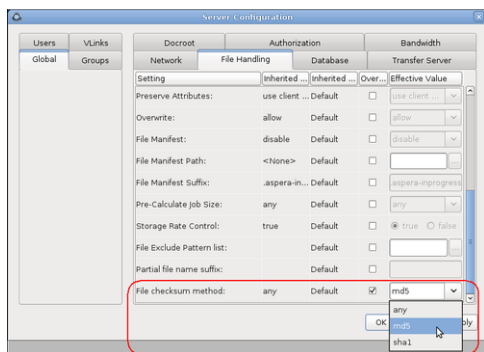 Server Configuration
Users VLinks Docroot Authorization Bandwidth
Global Groups Network File Handling Database Transfer Server
Setting Inherited ... Inherited ... Over... Effective Value
Preserve Attributes: use client ... Default use client ...
Overwrite: allow Default allow
File Manifest: disable Default disable
File Manifest Path: <None> Default ...
File Manifest Suffix: .aspera-in... Default .aspera-inprogress
Pre-Calculate Job Size: any Default any
Storage Rate Control: true Default true false
File Exclude Pattern list: Default ...
Partial file name suffix: Default
File checksum method: any Default md5
any
md5
sha1
OK ply